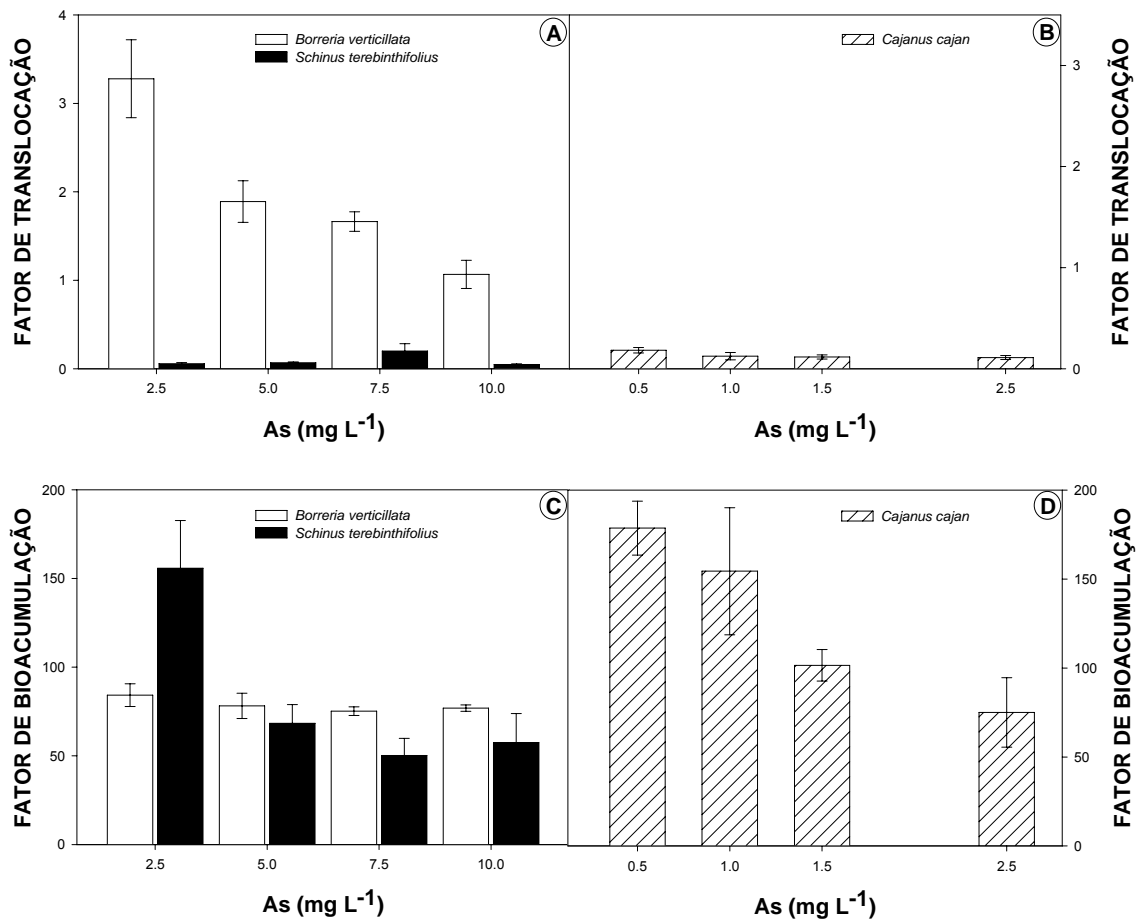 FATOR DE TRANSLOCAÇÃO
4
3
2
1
0
Borreria verticillata
Schinus terebinthifolius
A
2.5 5.0 7.5 10.0
As (mg L-1)
Cajanus cajan
B
3
2
1
0
FATOR DE TRANSLOCAÇÃO
0.5 1.0 1.5 2.5
As (mg L-1)
FATOR DE BIOACUMULAÇÃO
200
150
100
50
0
Borreria verticillata
Schinus terebinthifolius
C
2.5 5.0 7.5 10.0
As (mg L-1)
Cajanus cajan
D
200
150
100
50
0
FATOR DE BIOACUMULAÇÃO
0.5 1.0 1.5 2.5
As (mg L-1)